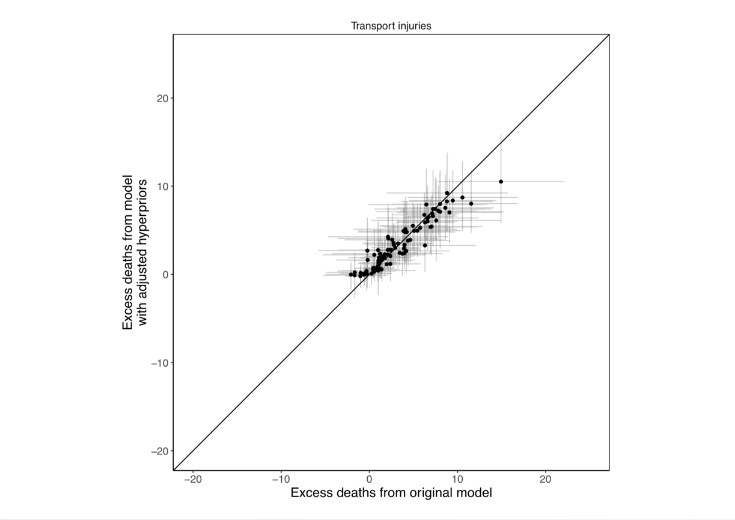 Transport injuries
20
10
0
−10
−20
Excess deaths from model
with adjusted hyperpriors
−20 −10 0 10 20
Excess deaths from original model